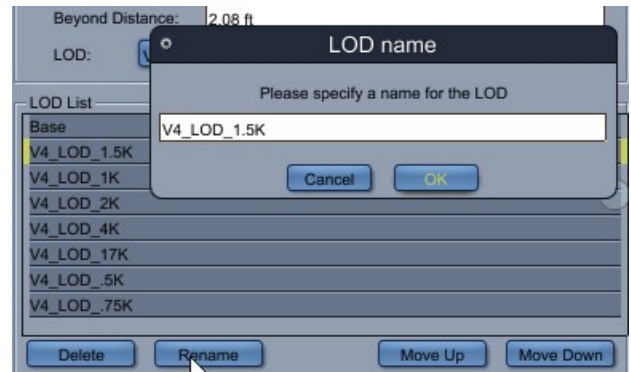 Beyond Distance: 2.08 ft
LOD name
LOD:
Please specify a name for the LOD
LOD List
Base
V4_LOD_1.5K
V4_LOD_1.5K
Cancel OK
V4_LOD_1K
V4_LOD_2K
V4_LOD_4K
V4_LOD_17K
V4_LOD_.5K
V4_LOD_.75K
Delete Rename Move Up Move Down